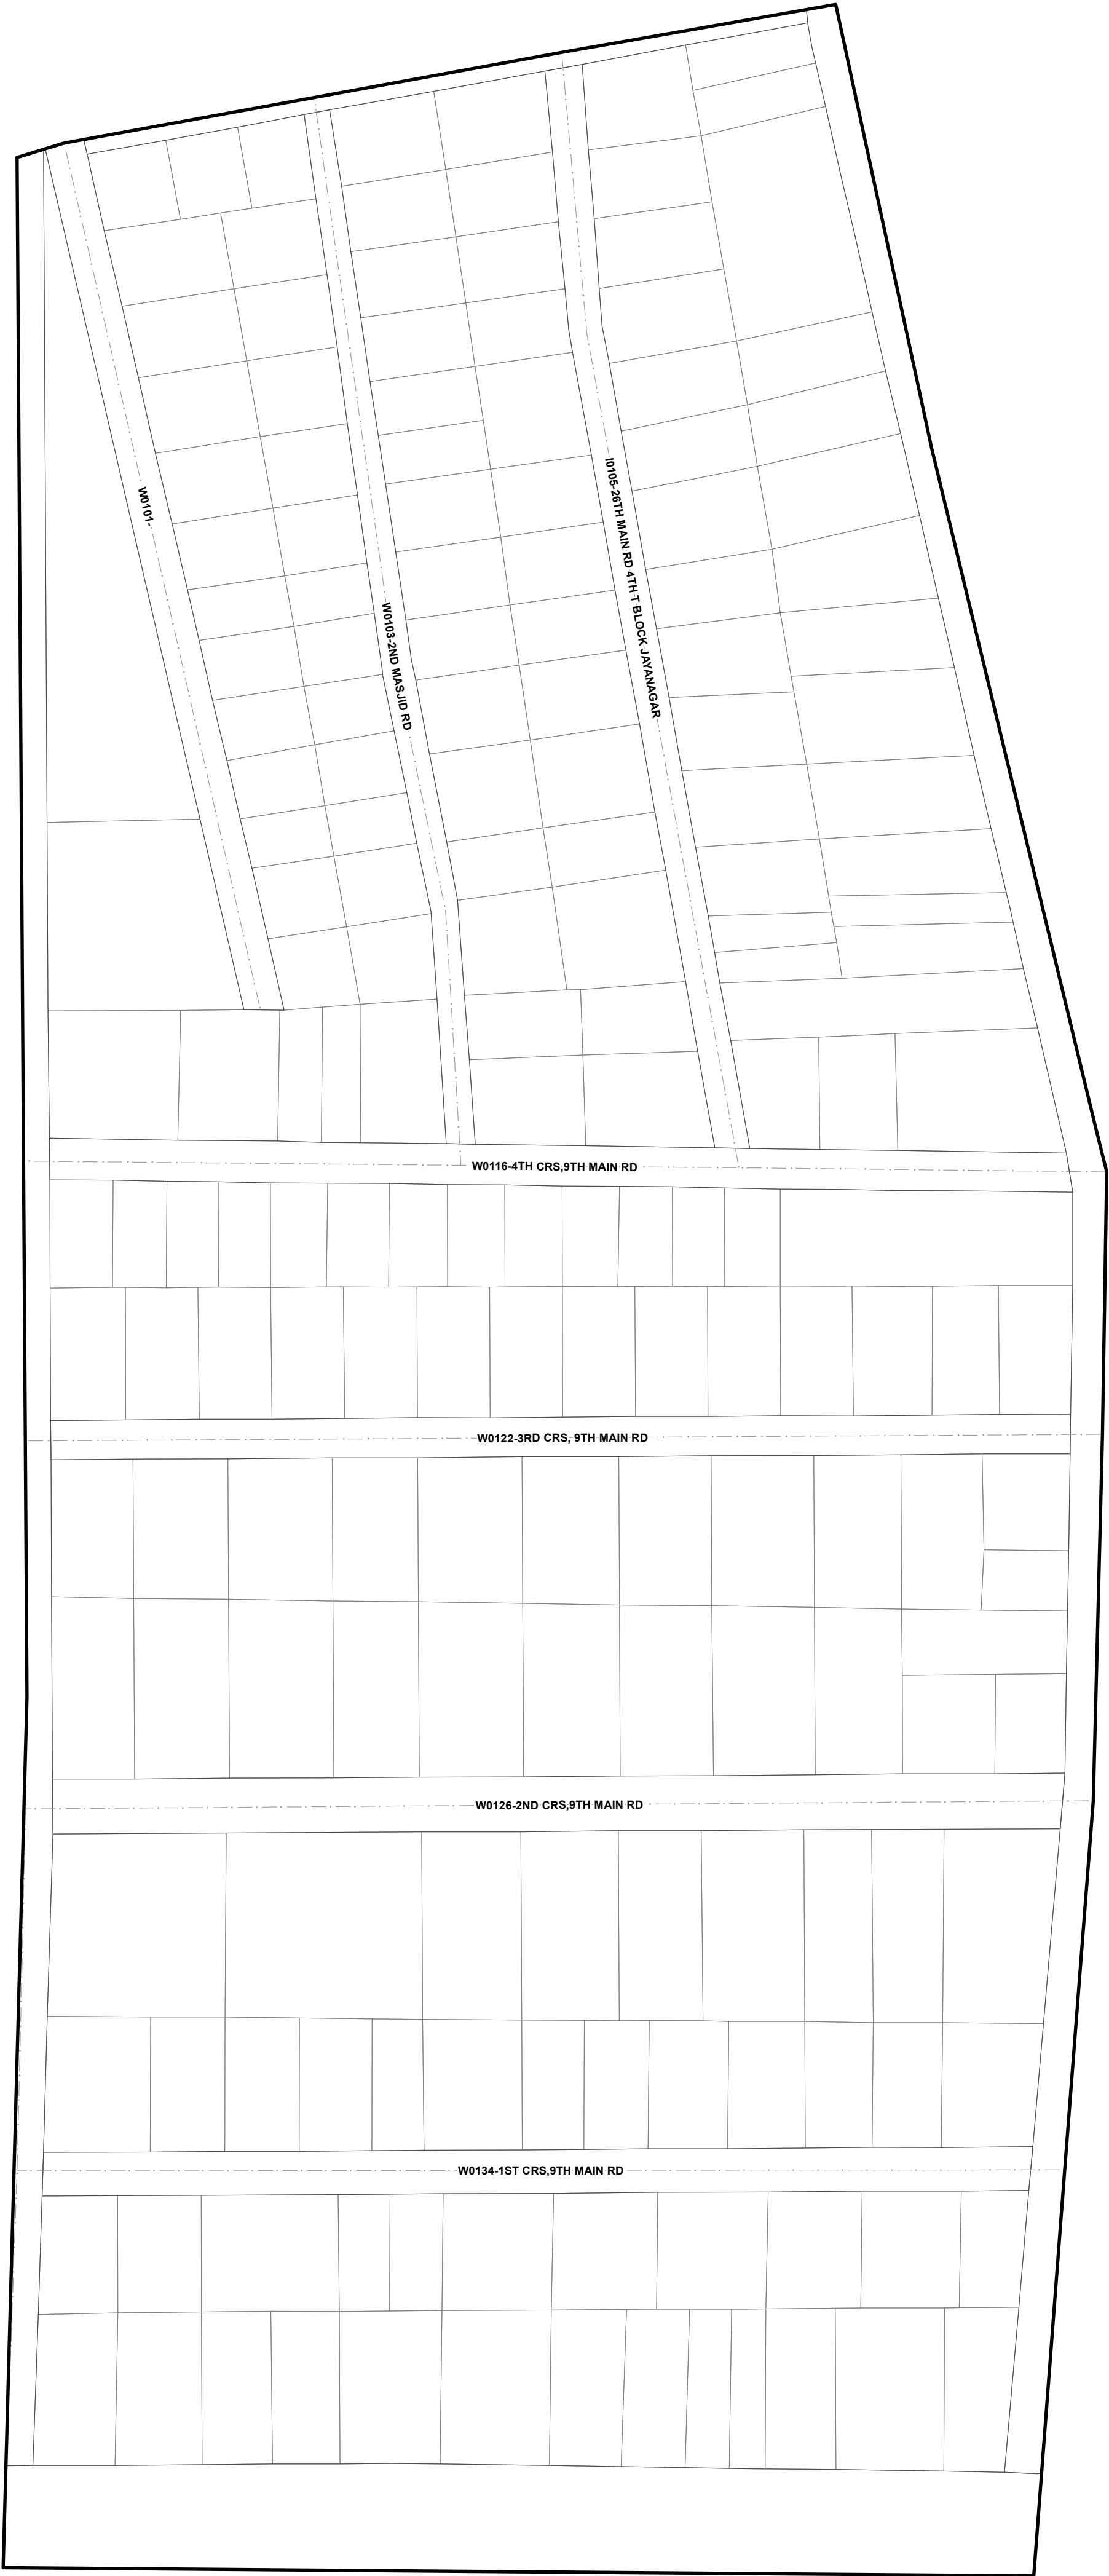 W0101-
I0105-26TH MAIN RD 4TH T BLOCK JAYANAGAR
W0103-2ND MASJID RD
W0116-4TH CRS,9TH MAIN RD
W0122-3RD CRS, 9TH MAIN RD
W0126-2ND CRS,9TH MAIN RD
W0134-1ST CRS,9TH MAIN RD